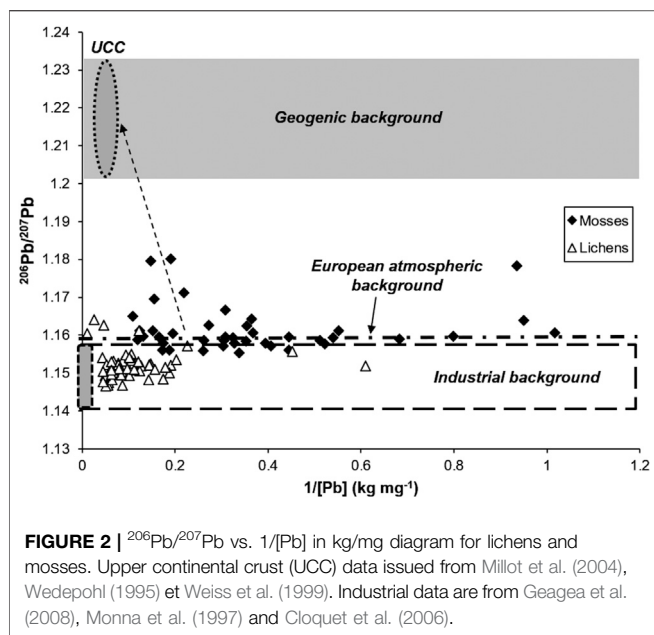 1.24
UCC
1.23
1.22
Geogenic background
1.21
1.2
Mosses
1.19
Lichens
²⁰⁶Pb/²⁰⁷Pb
1.18
European atmospheric
background
1.17
1.16
Industrial background
1.15
1.14
1.13
0 0.2 0.4 0.6 0.8 1 1.2
1/[Pb] (kg mg⁻¹)
FIGURE 2 | ²⁰⁶Pb/²⁰⁷Pb vs. 1/[Pb] in kg/mg diagram for lichens and
mosses. Upper continental crust (UCC) data issued from Millot et al. (2004),
Wedepohl (1995) et Weiss et al. (1999). Industrial data are from Geagea et al.
(2008), Monna et al. (1997) and Cloquet et al. (2006).